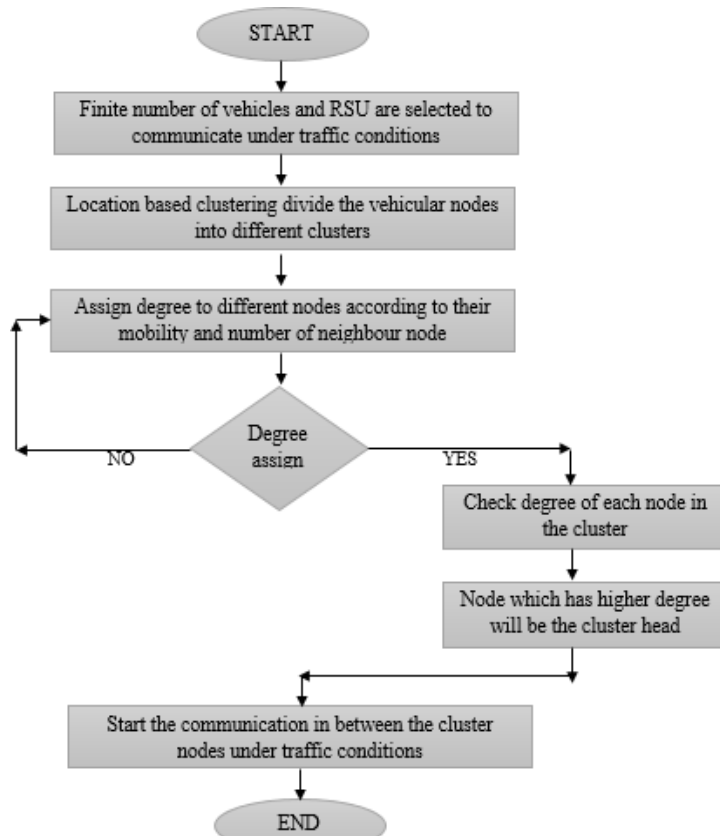 START
Finite number of vehicles and RSU are selected to
communicate under traffic conditions
Location based clustering divide the vehicular nodes
into different clusters
Assign degree to different nodes according to their
mobility and number of neighbour node
Degree
assign
NO
YES
Check degree of each node in
the cluster
Node which has higher degree
will be the cluster head
Start the communication in between the cluster
nodes under traffic conditions
END